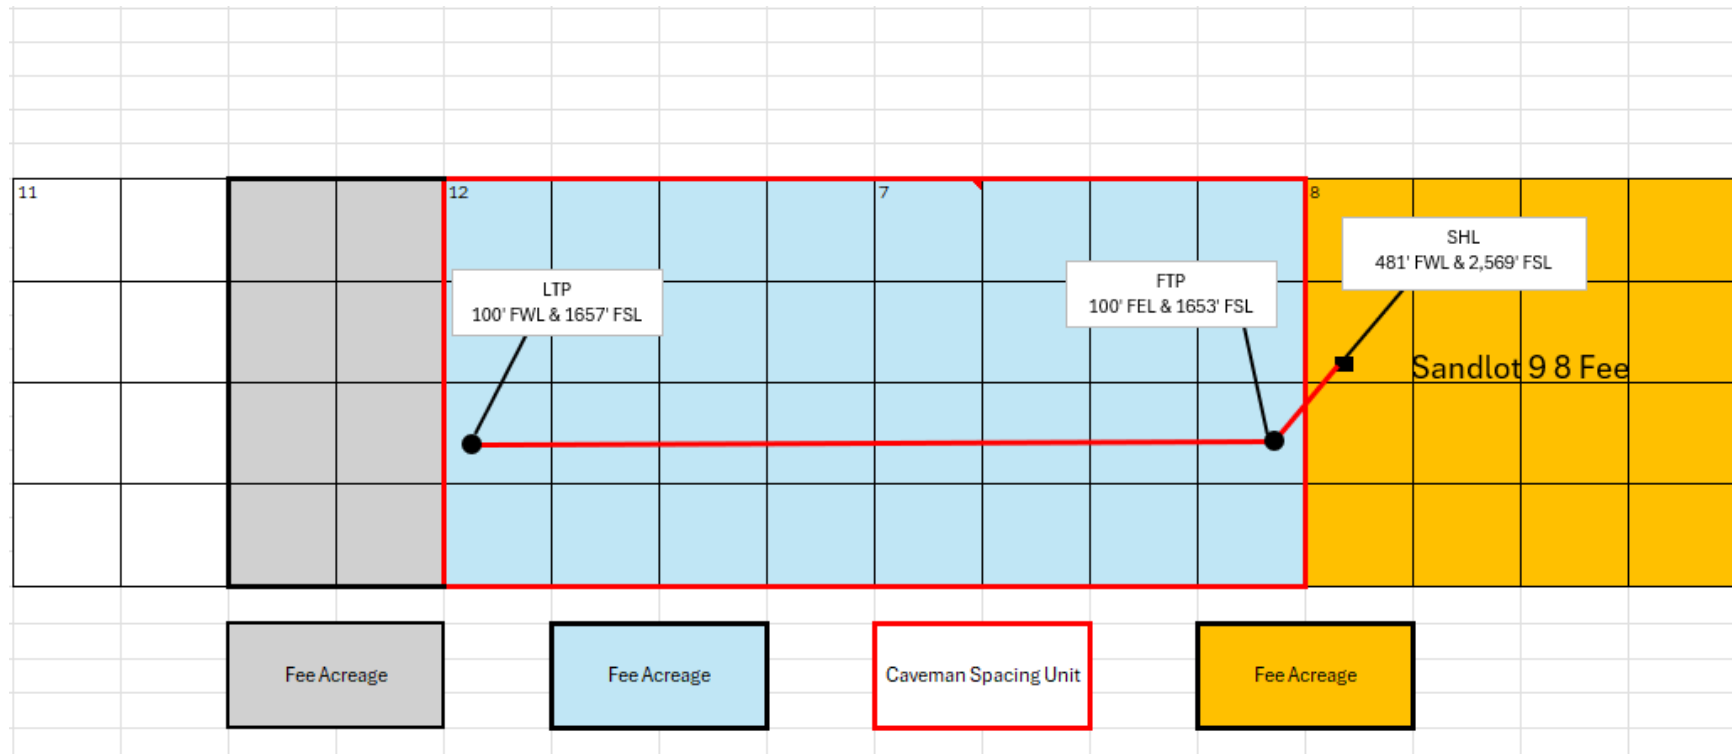 11
12
7
8
SHL
481' FWL & 2,569' FSL
LTP
100' FWL & 1657' FSL
FTP
100' FEL & 1653' FSL
Sandlot 9 8 Fee
Fee Acreage
Fee Acreage
Caveman Spacing Unit
Fee Acreage